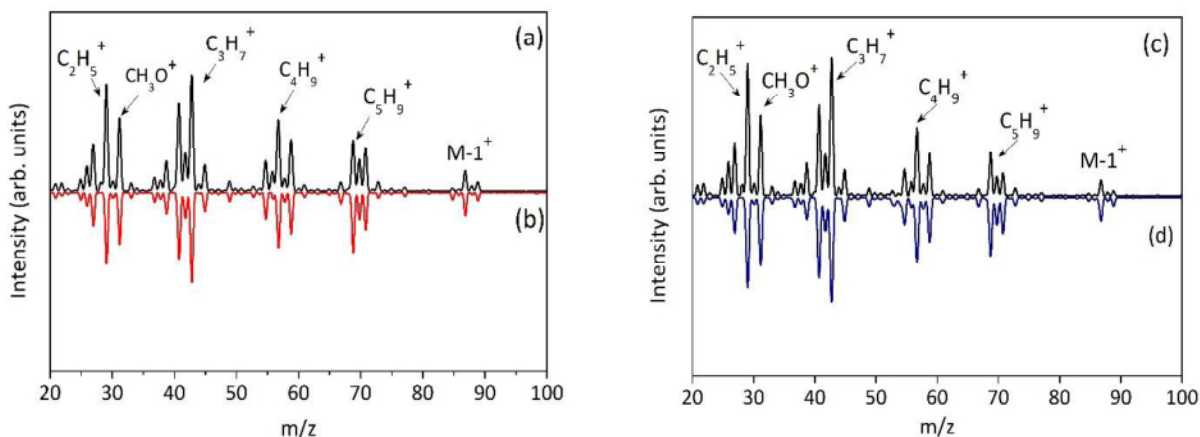 (a)
C₂H₅⁺
CH₃O⁺
C₃H₇⁺
C₄H₉⁺
C₅H₉⁺
M-1⁺
(b)
Intensity (arb. units)
20 30 40 50 60 70 80 90 100
m/z
(c)
C₂H₅⁺
CH₃O⁺
C₃H₇⁺
C₄H₉⁺
C₅H₉⁺
M-1⁺
(d)
Intensity (arb. units)
20 30 40 50 60 70 80 90 100
m/z